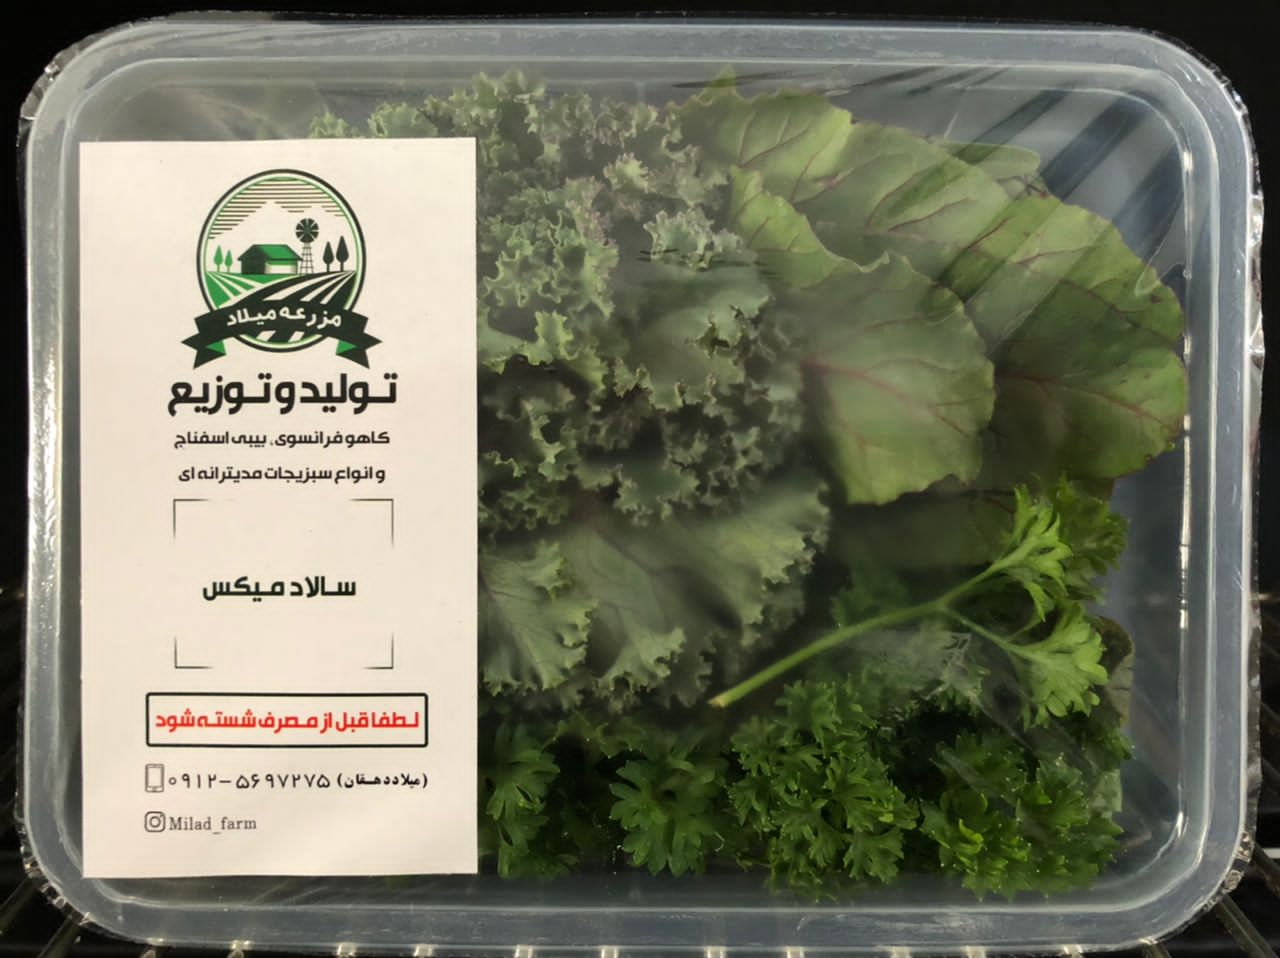 مزرعه میلاد
تولید و توزیع
کاهو فرانسوی، بیبی اسفناج
و انواع سبزیجات مدیترانه ای
سالاد میکس
لطفا قبل از مصرف شسته شود
۰۹۱۲-۵۶۹۷۲۷۵ (میلاد دهقان)
Milad_farm